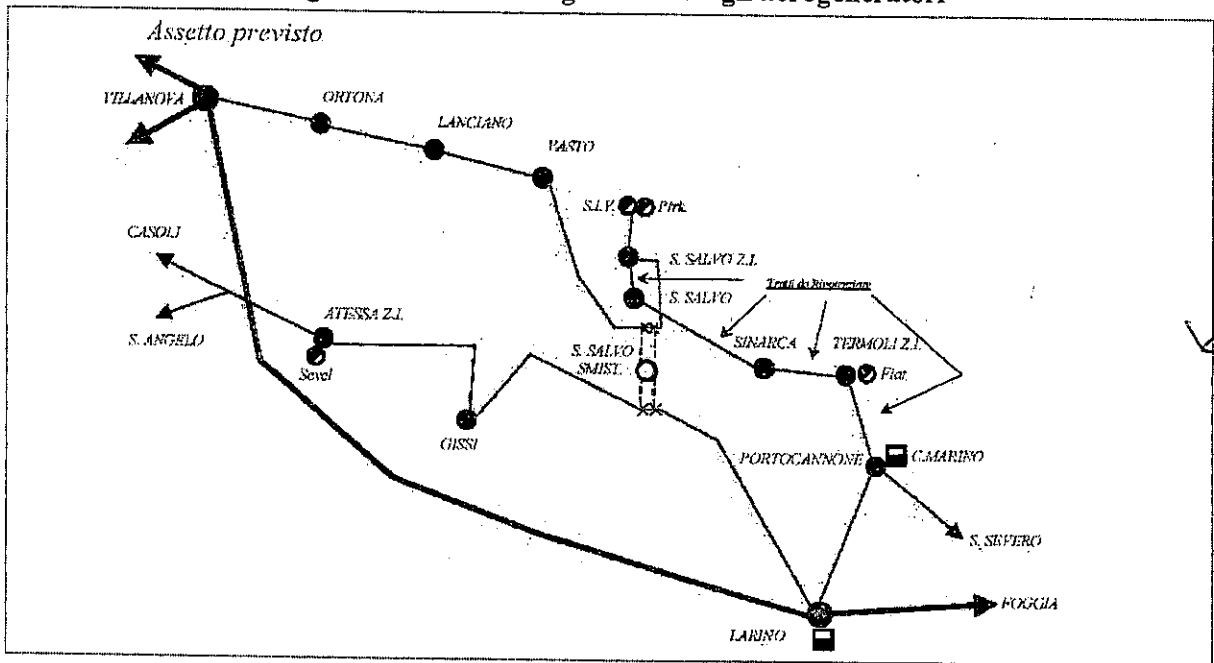 Assetto previsto
VILLANOVA
ORTONA
LANCIANO
VASTO
S.I.V.
CASOLI
S. SALVO Z.I.
S. SALVO
S. ANGELO
ATESSA Z.I.
Sevel
S. SALVO
SMIST.
SINARCA
TERMOLI Z.I.
Fiat
GISSI
PORTOCANNONE
C.MARINO
S. SEVERO
FOGGIA
LARINO